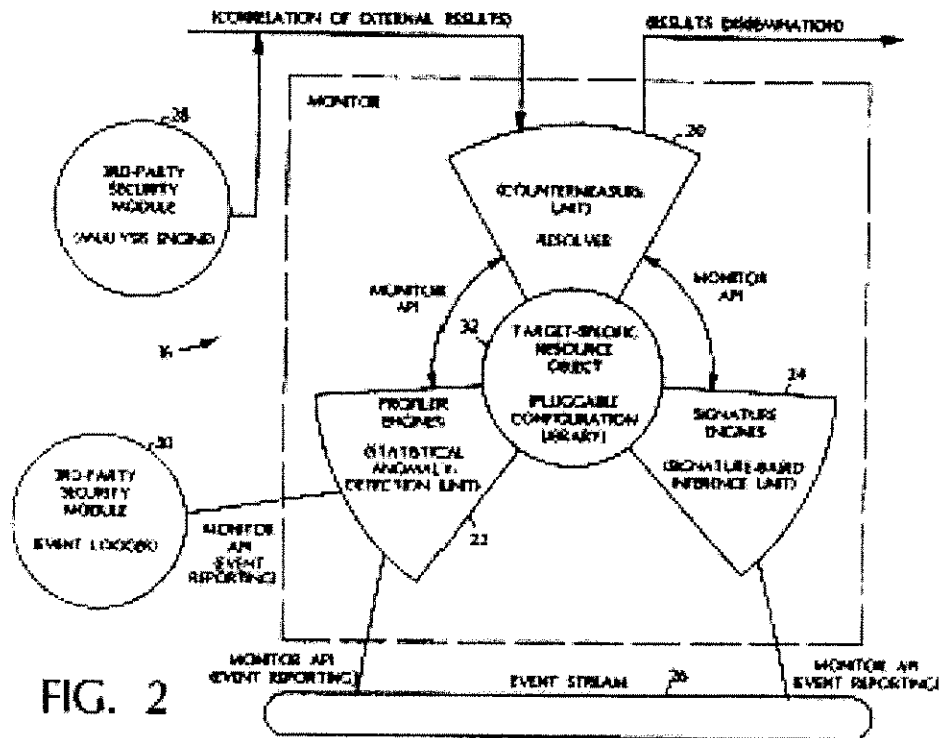 (CORRELATION OF EXTERNAL RESULTS)
(RESULTS DISSEMINATION)
MONITOR
28
3RD-PARTY
SECURITY
MODULE
(ANALYSIS ENGINE)
20
(COUNTERMEASURE
UNIT)
RESOLVER
MONITOR
API
MONITOR
API
32
TARGET-SPECIFIC
RESOURCE
OBJECT
(PLUGGABLE
CONFIGURATION
LIBRARY)
16
24
PROFILER
ENGINES
(STATISTICAL
ANOMALY-
DETECTION UNIT)
SIGNATURE
ENGINES
(SIGNATURE-BASED
INFERENCE UNIT)
30
3RD-PARTY
SECURITY
MODULE
(EVENT LOGGER)
MONITOR
API
(EVENT
REPORTING)
22
MONITOR API
(EVENT REPORTING)
EVENT STREAM
26
MONITOR API
(EVENT REPORTING)
FIG. 2